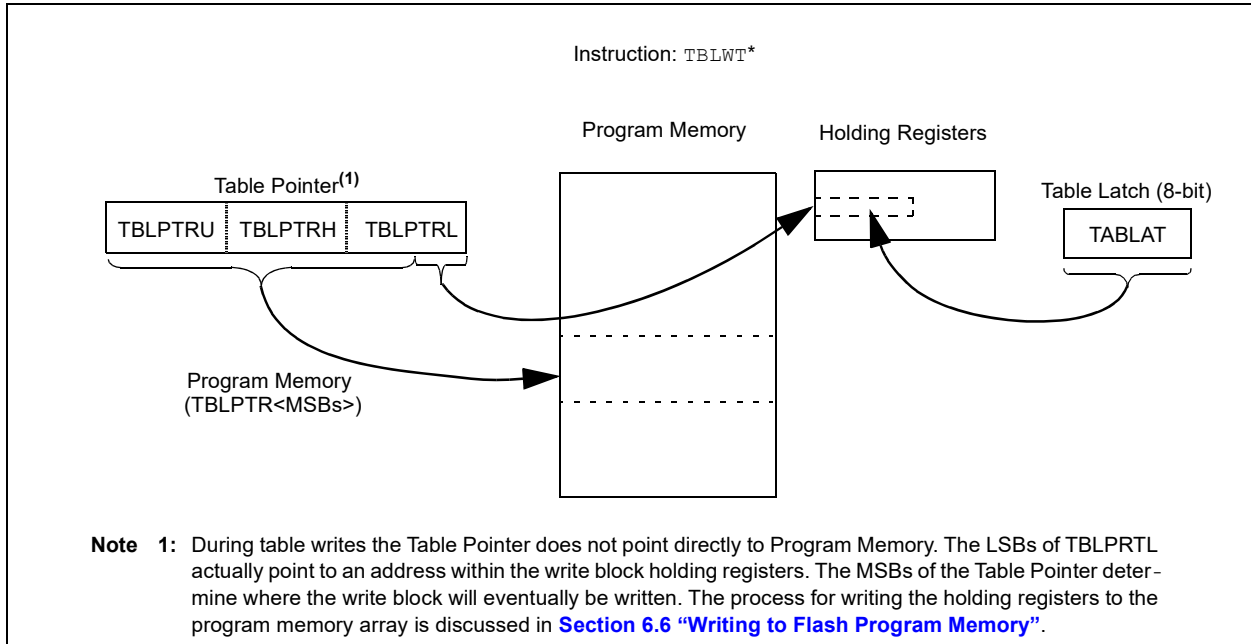 Instruction: TBLWT*
Program Memory
Holding Registers
Table Pointer(1)
Table Latch (8-bit)
TBLPTRU TBLPTRH TBLPTRL
TABLAT
Program Memory
(TBLPTR<MSBs>)
Note 1: During table writes the Table Pointer does not point directly to Program Memory. The LSBs of TBLPRTL
actually point to an address within the write block holding registers. The MSBs of the Table Pointer deter-
mine where the write block will eventually be written. The process for writing the holding registers to the
program memory array is discussed in Section 6.6 “Writing to Flash Program Memory”.